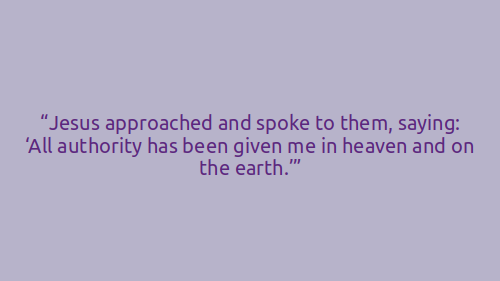 “Jesus approached and spoke to them, saying:
‘All authority has been given me in heaven and on
the earth.’”